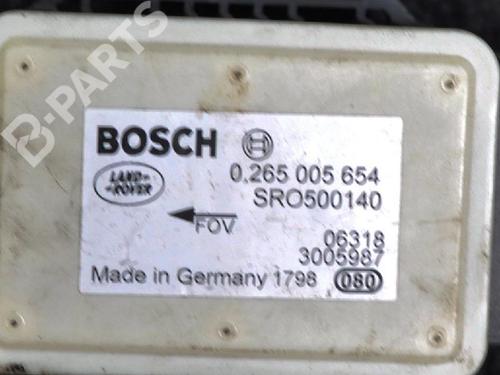 B-PARTS
BOSCH
LAND-
-ROVER
0.265 005 654
SRO500140
FOV
06318
3005987
Made in Germany 1798 080